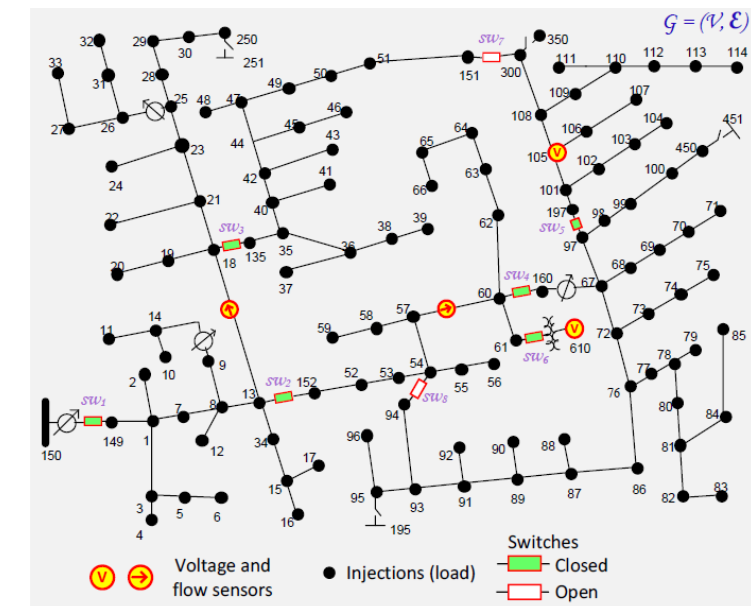 G = (V, Ɛ)
32 29 30 250 251
33 31 28 25
27 26 23
24 22 21
20 19 18
SW3 135 35
48 47 49 50 51
151 SW7 300 350
44 45 46 43
42 41 40
36 37 38 39
65 64 63 66 62
111 110 112 113 114
109 107 108 106
V 105 103 104
101 102
197 SW5 97
98 99 100 450 451
71 70 69 68 67
75 74 73 72
SW4 160 60
61 SW6 610 V
59 58 57
11 14 10 9
2 8 7 12
SW1 150 149 1
13 SW2 152 52 53 54 55 56
SW8 94
3 4 5 6
34 15 17 16
96 95 195
93 92 91 90 89 88 87 86
76 77 78 79
80 81 82 83 84 85
V Voltage and
flow sensors
Injections (load)
Switches
Closed
Open